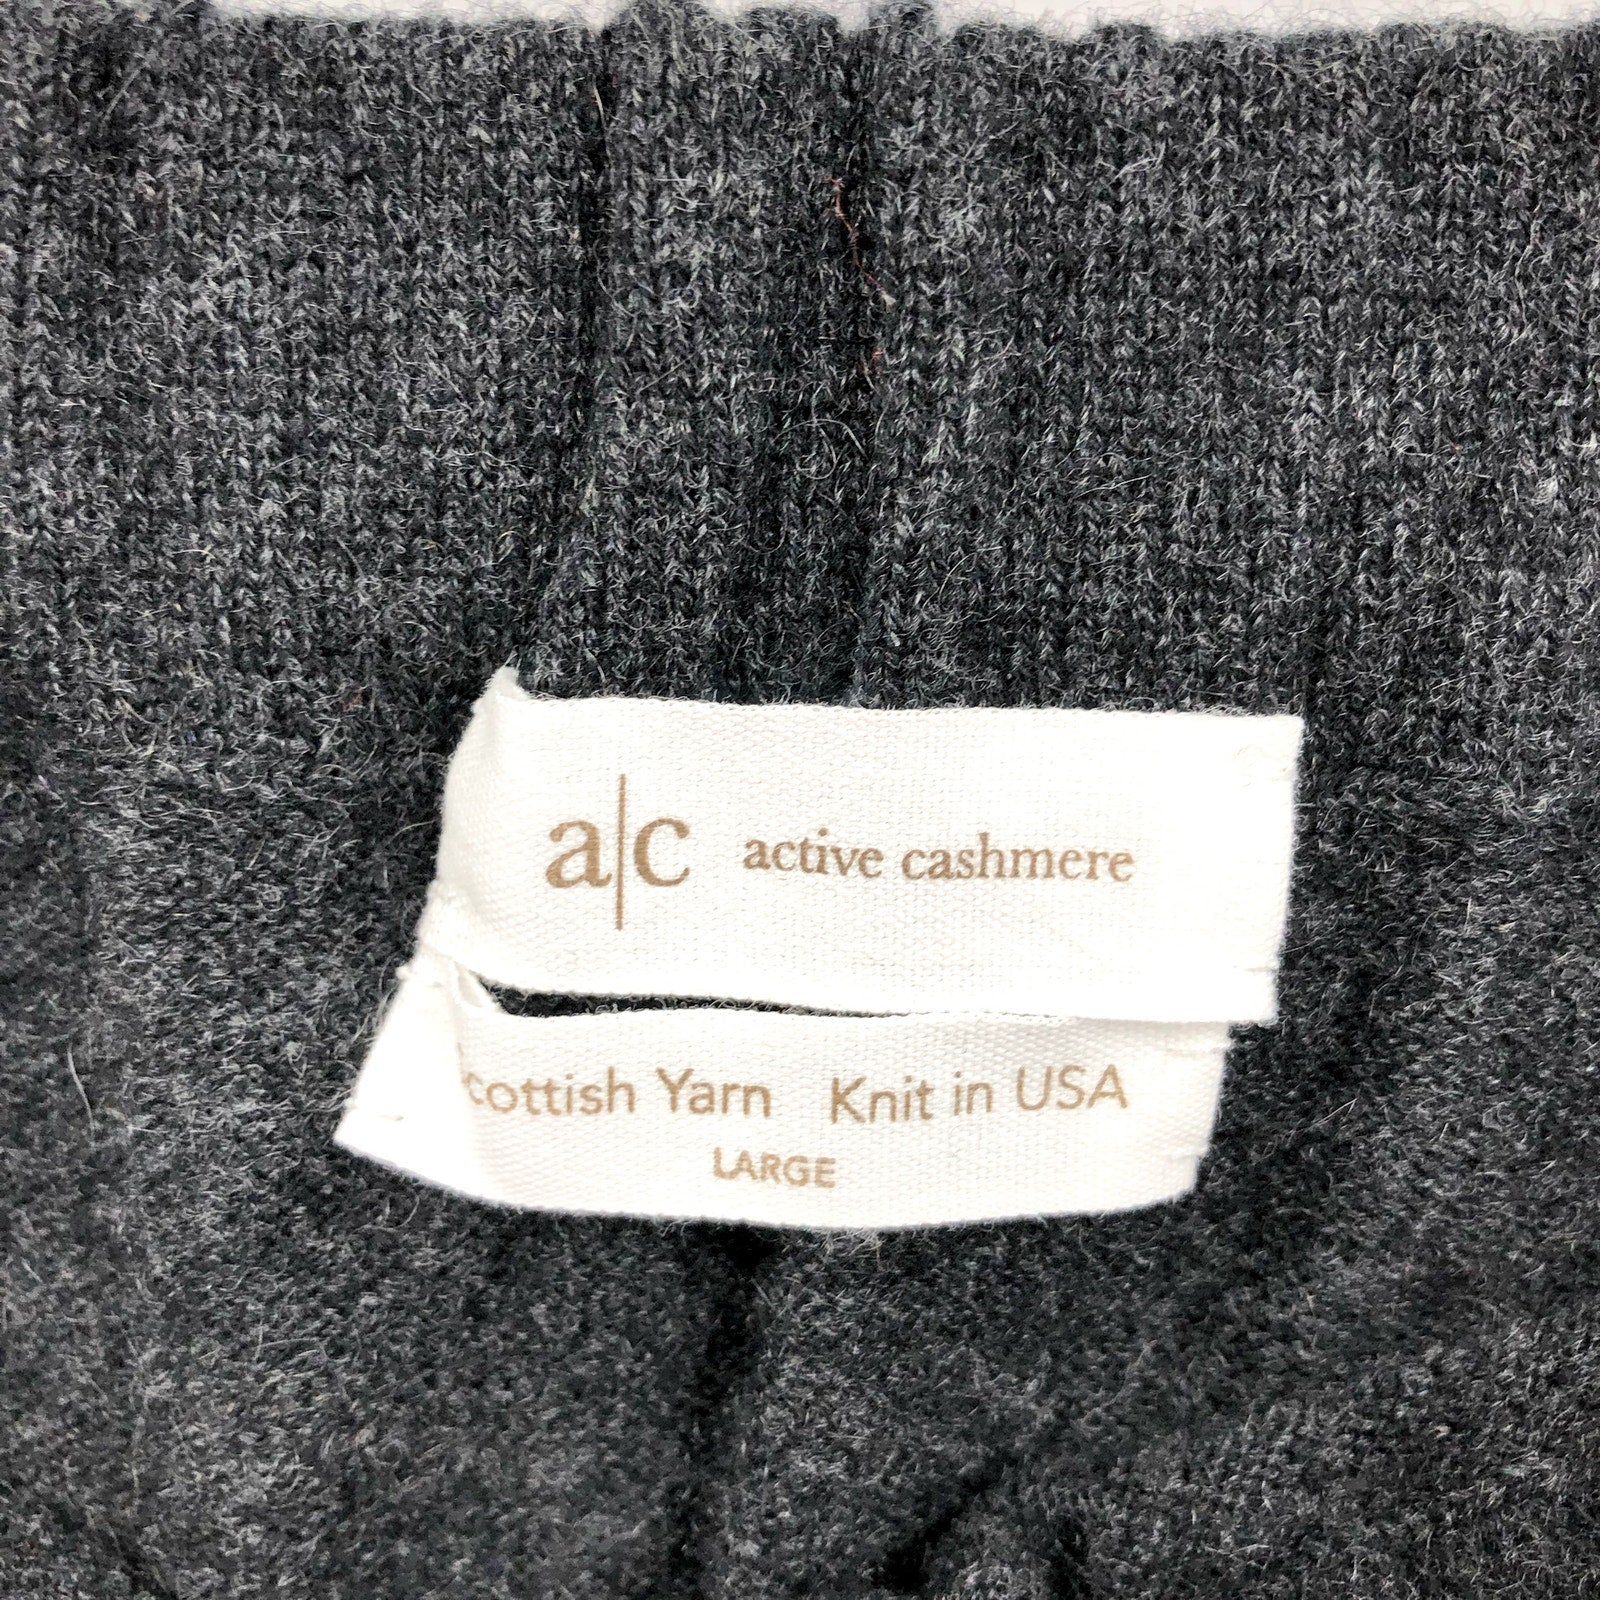 a|c active cashmere
cottish Yarn Knit in USA
LARGE